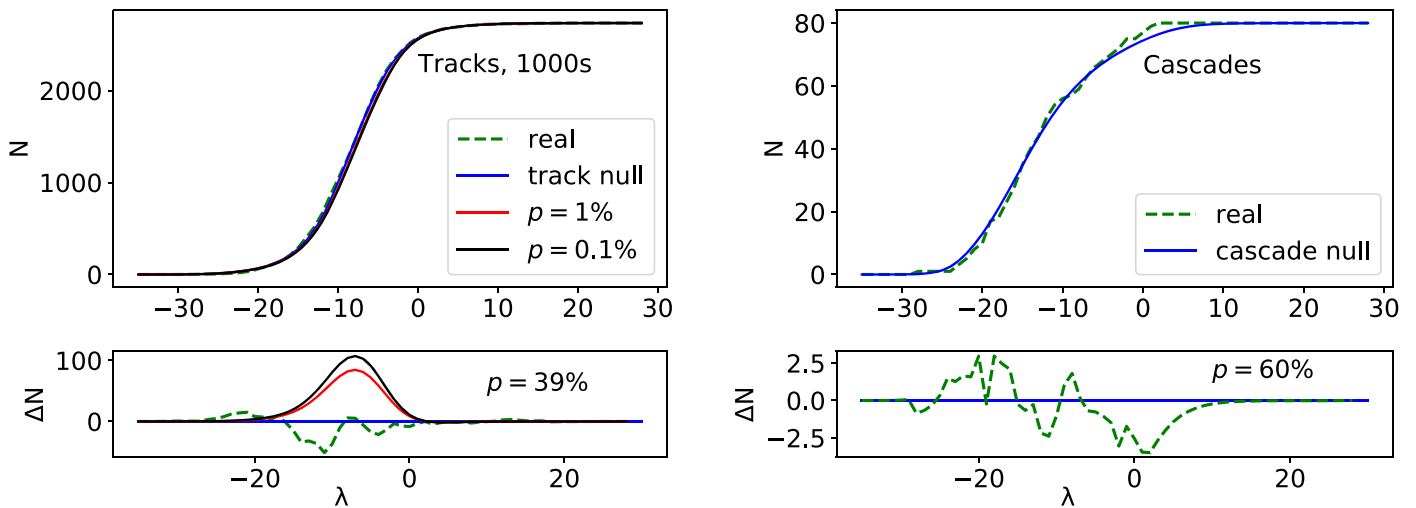 Tracks, 1000s
N
2000
1000
0
real
track null
p = 1%
p = 0.1%
−30 −20 −10 0 10 20 30
Cascades
N
80
60
40
20
0
real
cascade null
−30 −20 −10 0 10 20 30
ΔN
100
0
p = 39%
−20 0 20
λ
ΔN
2.5
0.0
−2.5
p = 60%
−20 0 20
λ